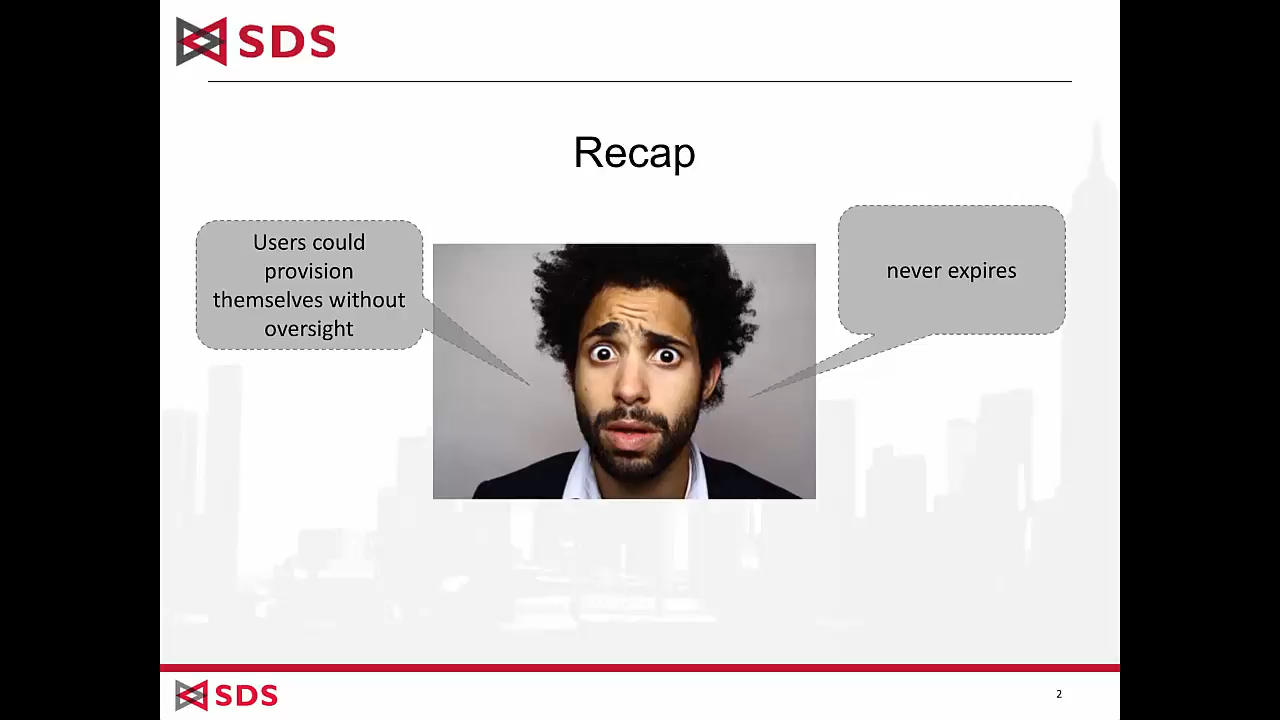 SDS
Recap
Users could
provision
themselves without
oversight
never expires
SDS
2